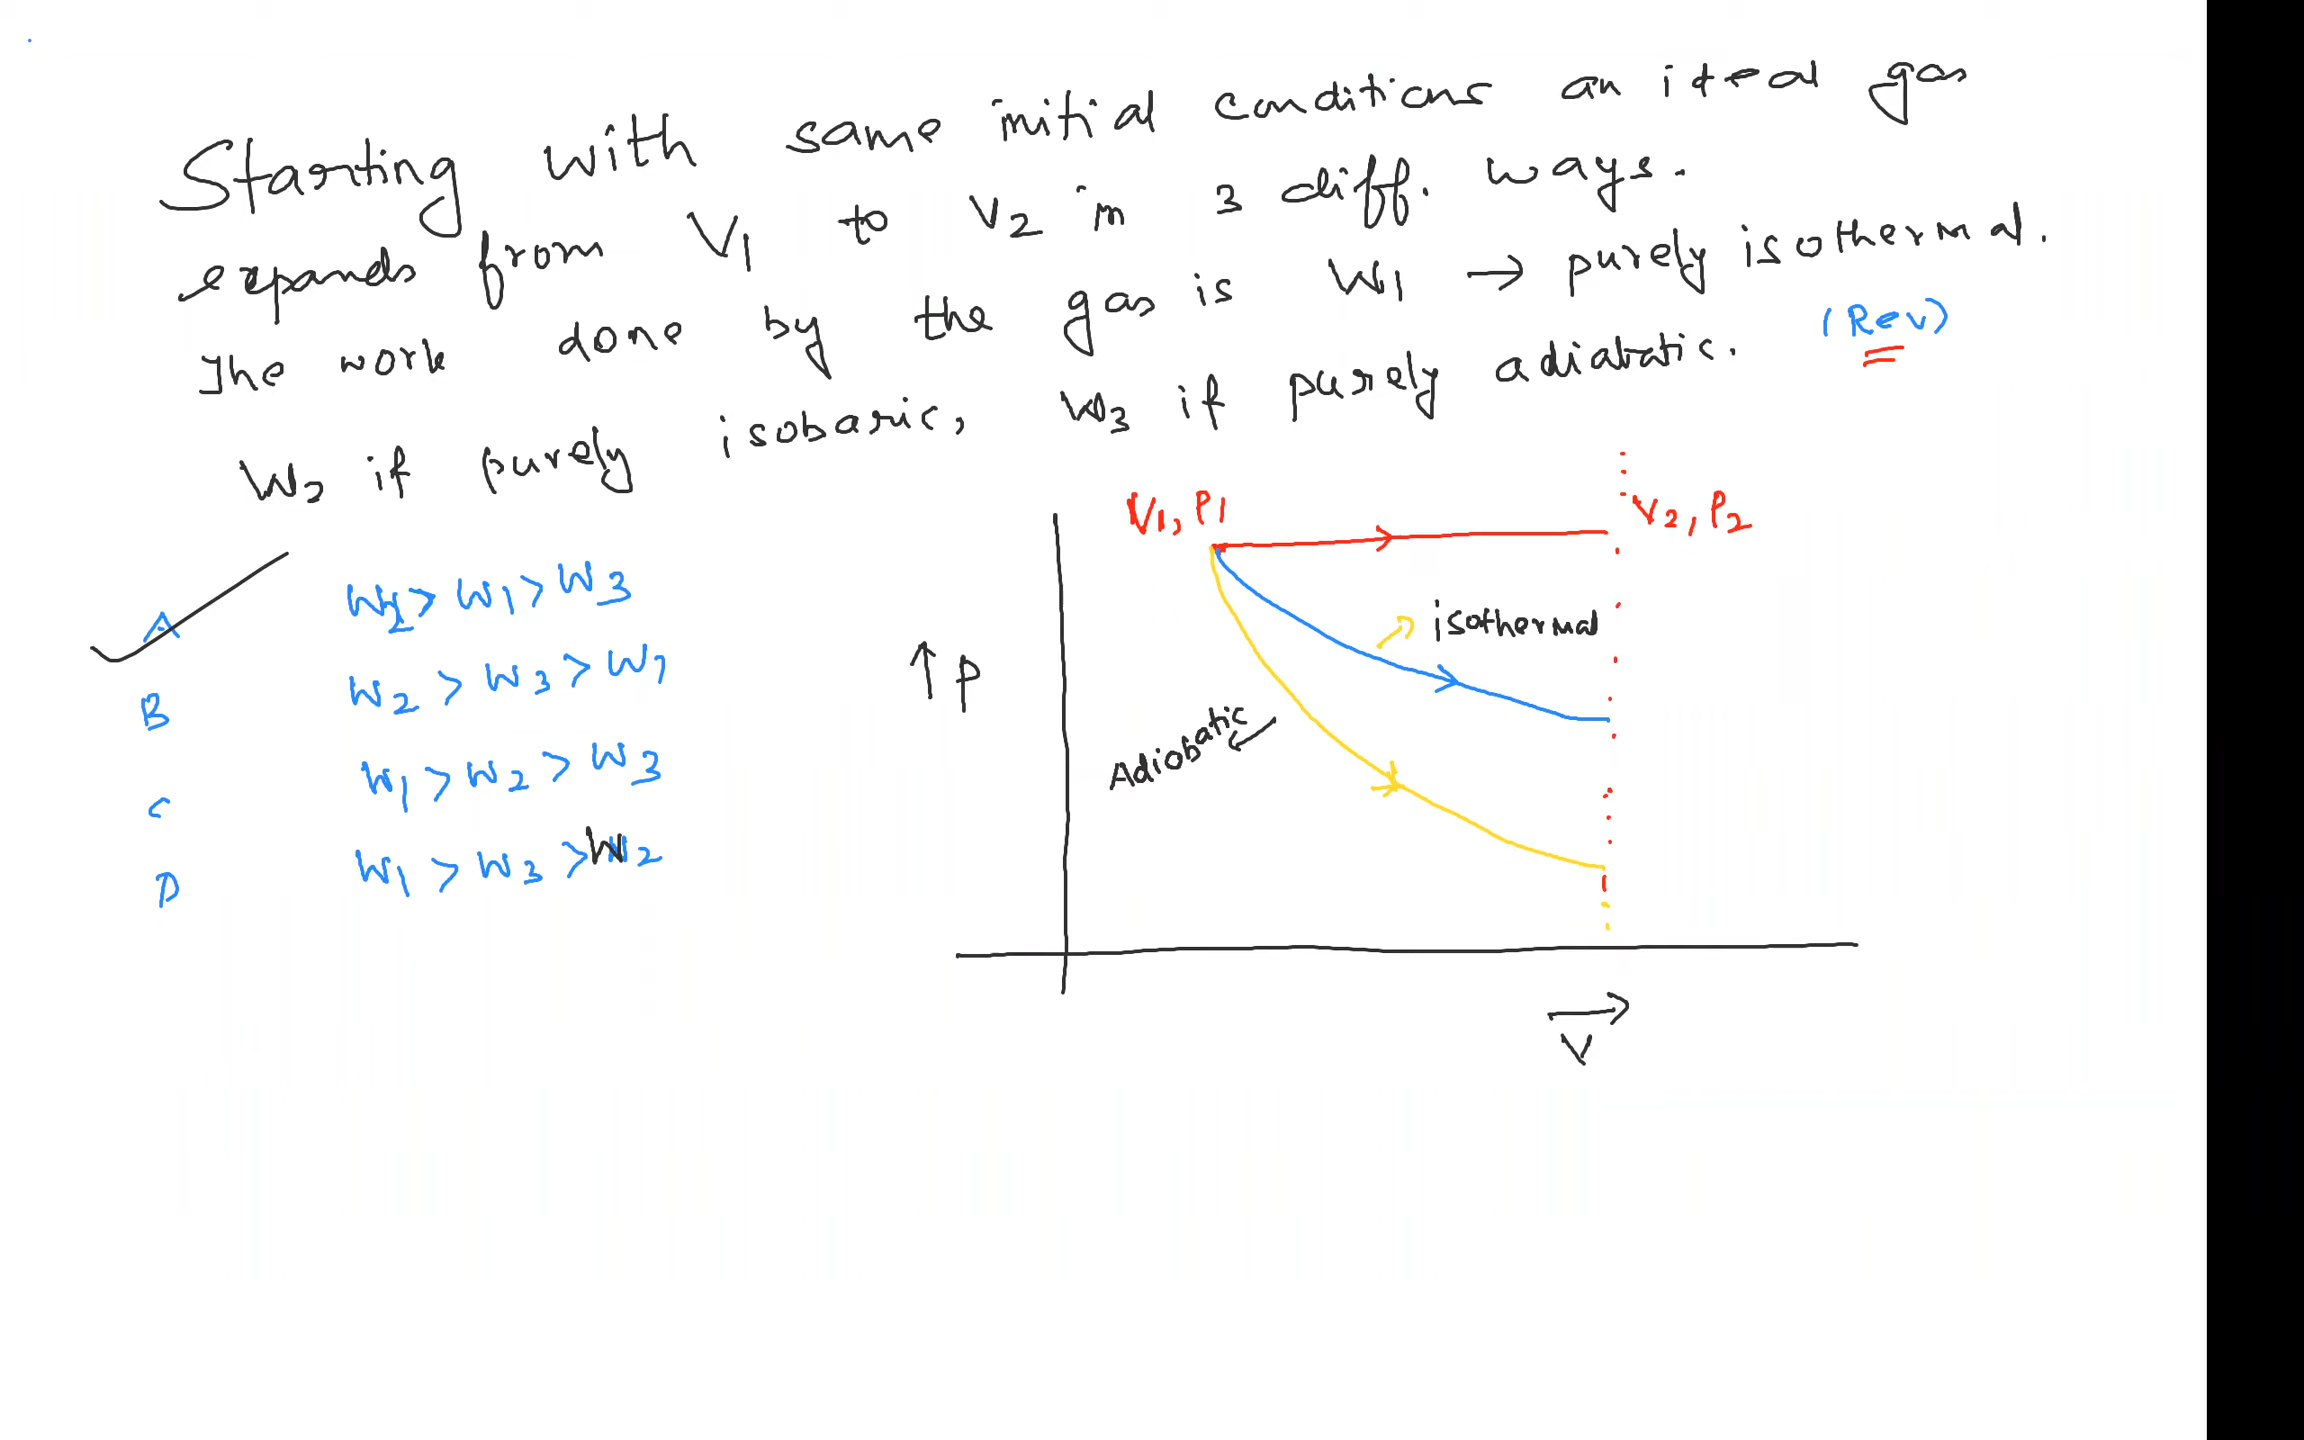 Starting with same initial conditions an ideal gas
expands from V1 to V2 in 3 diff. ways.
The work done by the gas is W1 → purely isothermal.
W2 if purely isobaric, W3 if purely adiabatic. (Rev)
V1, P1 V2, P2
A W2 > W1 > W3
isothermal
B W2 > W3 > W1
↑ P
Adiobatic
C W1 > W2 > W3
D W1 > W3 > W2
→
V